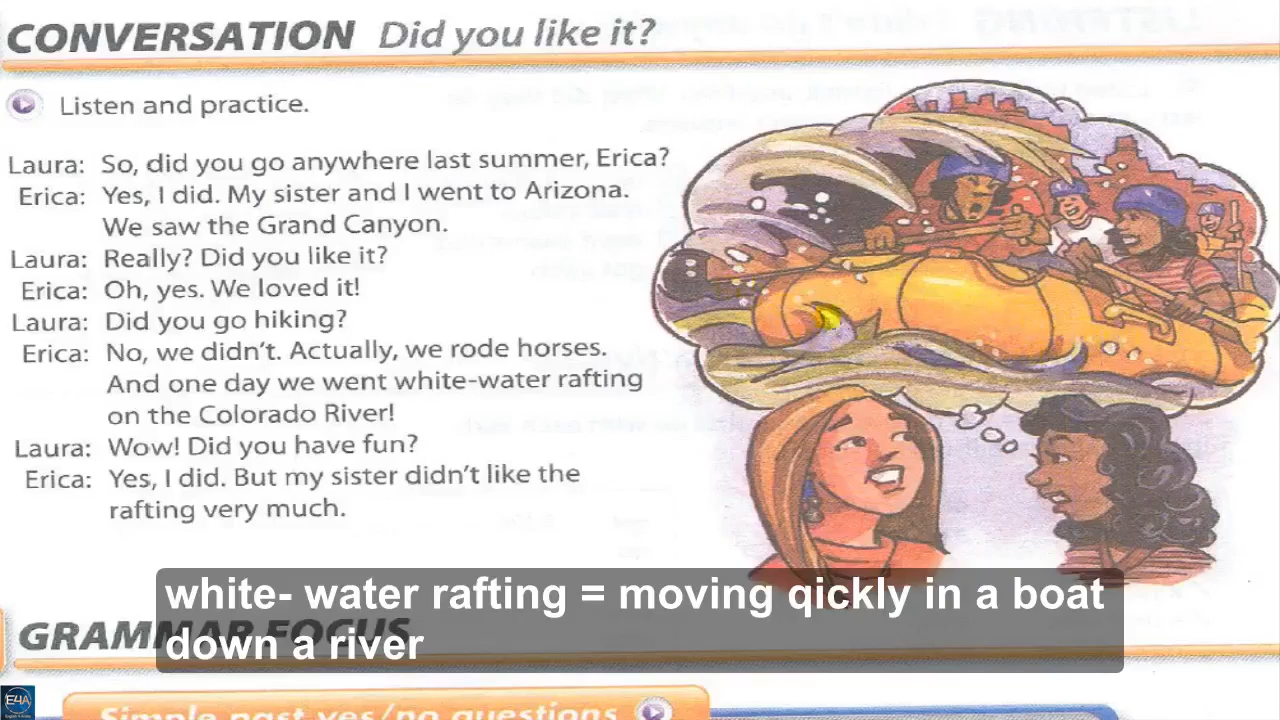 CONVERSATION Did you like it?
Listen and practice.
Laura: So, did you go anywhere last summer, Erica?
Erica: Yes, I did. My sister and I went to Arizona.
We saw the Grand Canyon.
Laura: Really? Did you like it?
Erica: Oh, yes. We loved it!
Laura: Did you go hiking?
Erica: No, we didn't. Actually, we rode horses.
And one day we went white-water rafting
on the Colorado River!
Laura: Wow! Did you have fun?
Erica: Yes, I did. But my sister didn't like the
rafting very much.
white- water rafting = moving qickly in a boat
down a river
GRAMMAR FOCUS
E4A
Simple past yes/no questions